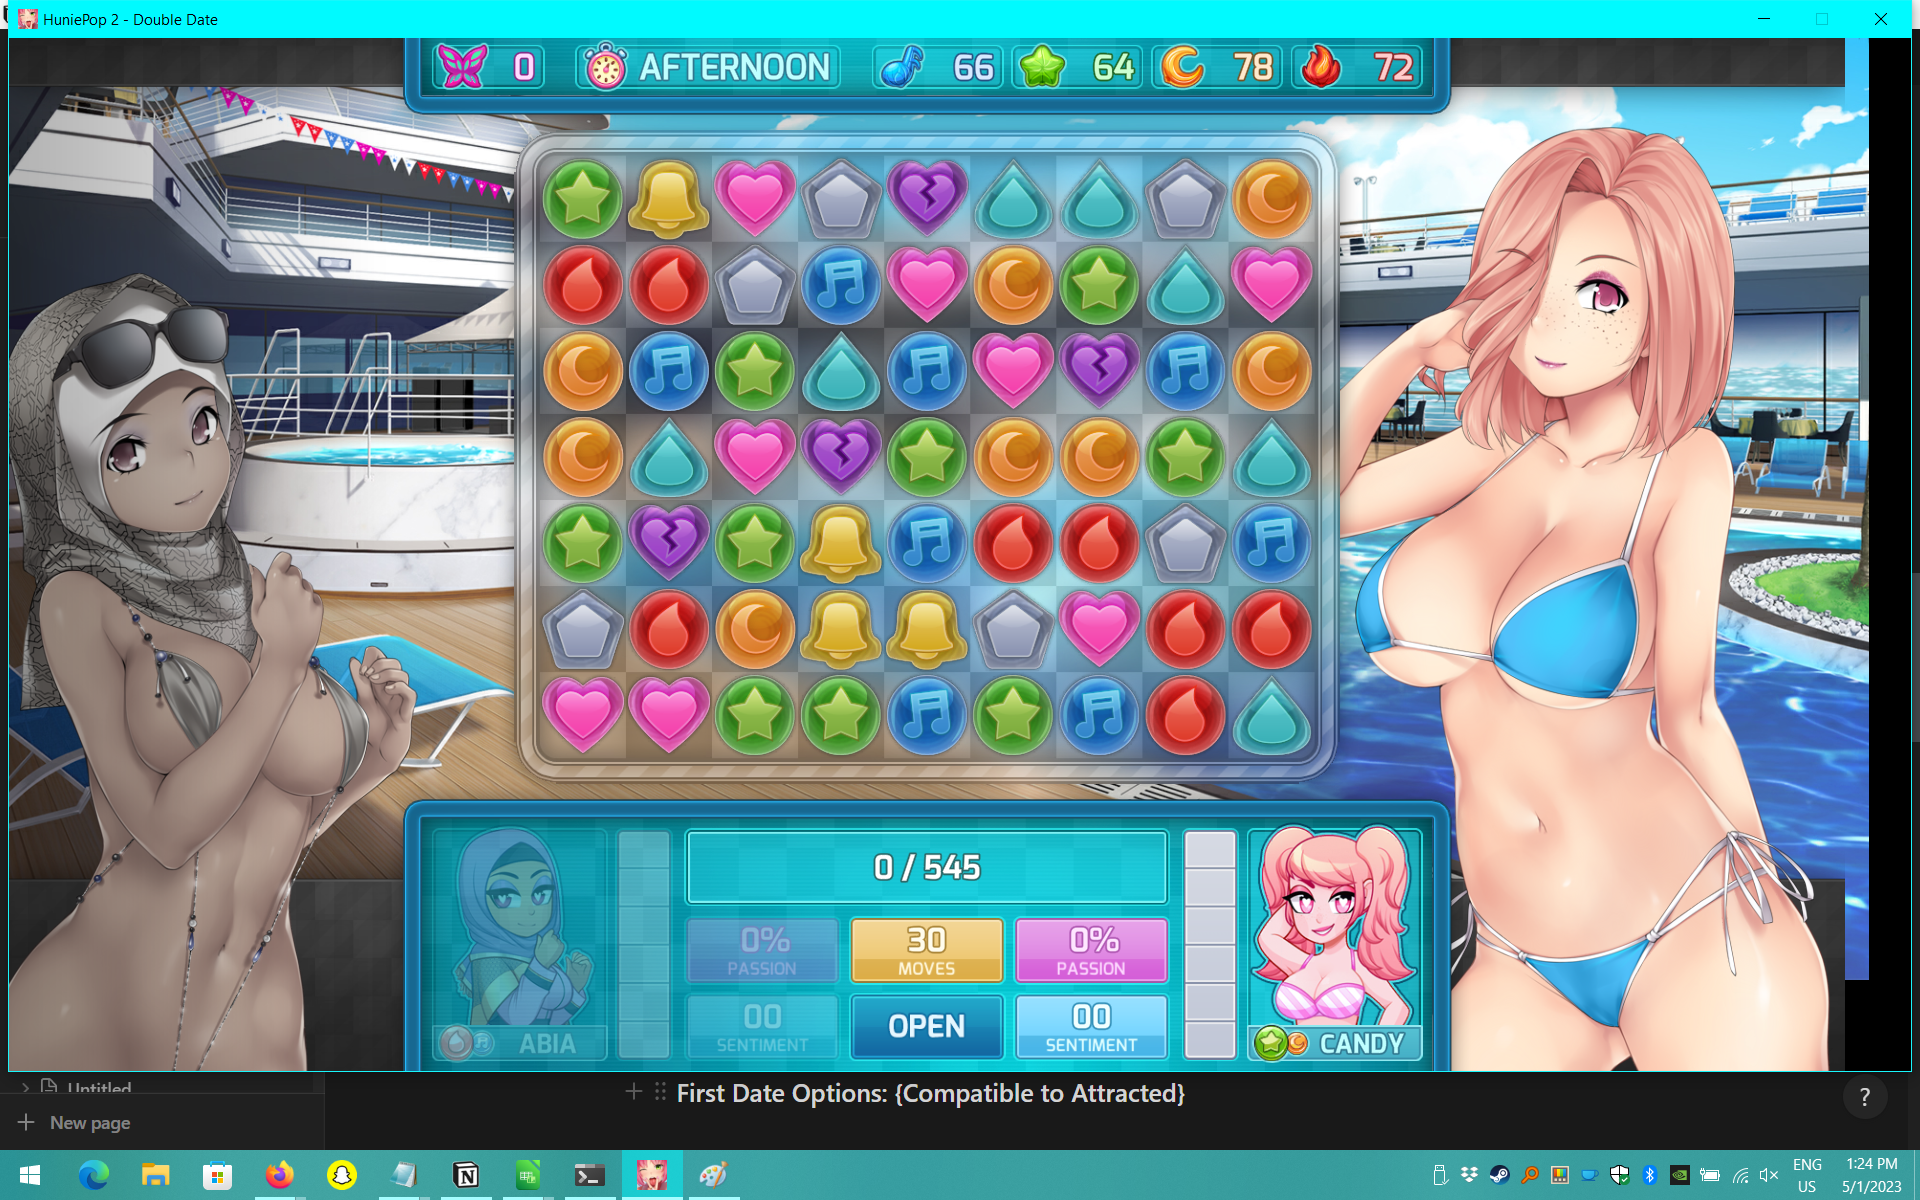 HuniePop 2 - Double Date
0
AFTERNOON
66
64
78
72
0 / 545
0%
PASSION
30
MOVES
0%
PASSION
00
SENTIMENT
OPEN
00
SENTIMENT
ABIA
CANDY
Untitled
First Date Options: {Compatible to Attracted}
?
New page
ENG
US
1:24 PM
5/1/2023